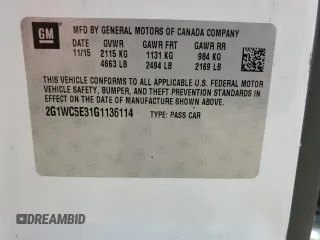 GM
MFD BY GENERAL MOTORS OF CANADA COMPANY
DATE GVWR GAWR FRT GAWR RR
11/15 2115 KG 1131 KG 984 KG
4663 LB 2494 LB 2169 LB
THIS VEHICLE CONFORMS TO ALL APPLICABLE U.S. FEDERAL MOTOR
VEHICLE SAFETY, BUMPER, AND THEFT PREVENTION STANDARDS
IN EFFECT ON THE DATE OF MANUFACTURE SHOWN ABOVE.
2G1WC5E31G1136114 TYPE: PASS CAR
DREAMBID